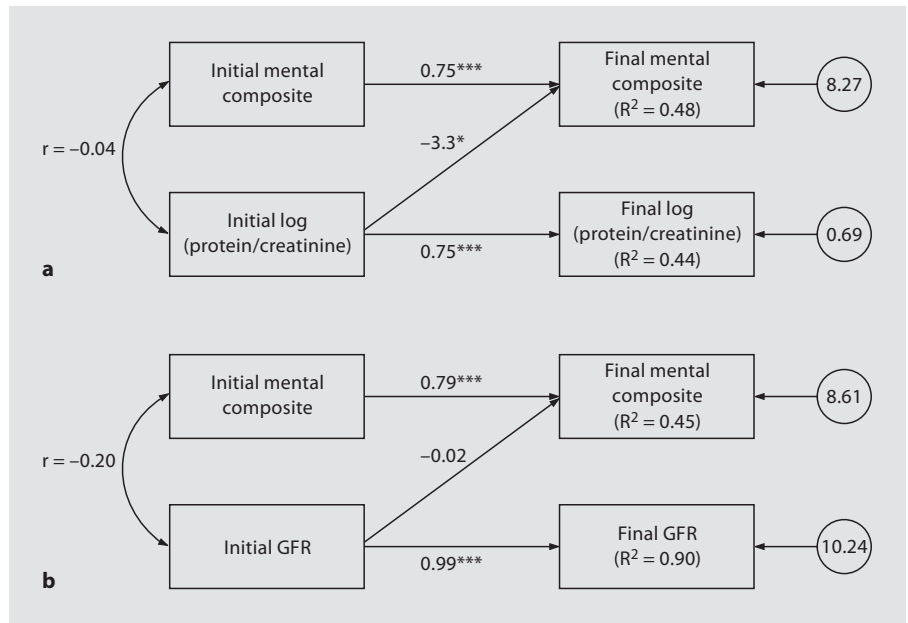 Initial mental
composite
0.75***
Final mental
composite
(R² = 0.48)
8.27
r = –0.04
–3.3*
Initial log
(protein/creatinine)
0.75***
Final log
(protein/creatinine)
(R² = 0.44)
0.69
a
Initial mental
composite
0.79***
Final mental
composite
(R² = 0.45)
8.61
r = –0.20
–0.02
Initial GFR
0.99***
Final GFR
(R² = 0.90)
10.24
b